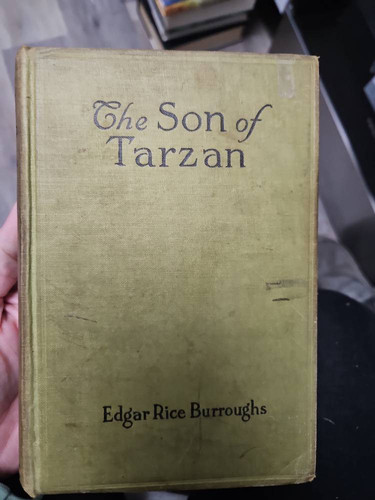 The Son of
Tarzan
Edgar Rice Burroughs